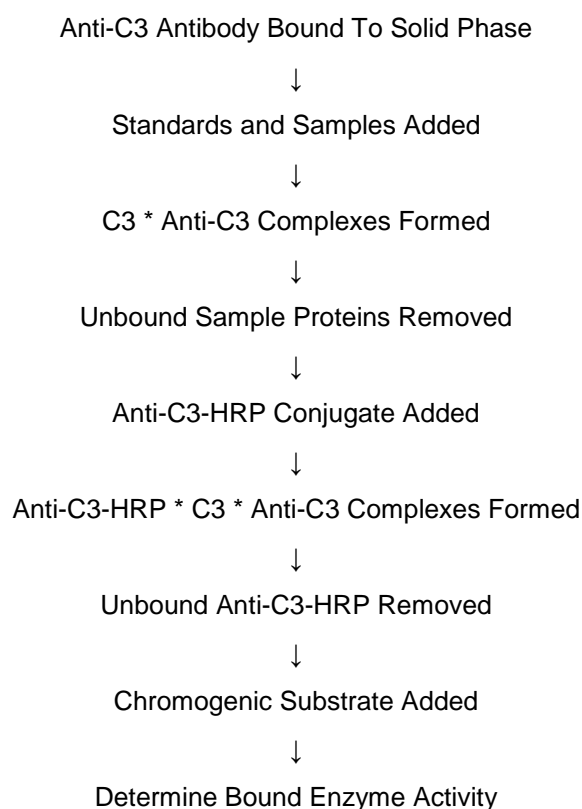 Anti-C3 Antibody Bound To Solid Phase
↓
Standards and Samples Added
↓
C3 * Anti-C3 Complexes Formed
↓
Unbound Sample Proteins Removed
↓
Anti-C3-HRP Conjugate Added
↓
Anti-C3-HRP * C3 * Anti-C3 Complexes Formed
↓
Unbound Anti-C3-HRP Removed
↓
Chromogenic Substrate Added
↓
Determine Bound Enzyme Activity